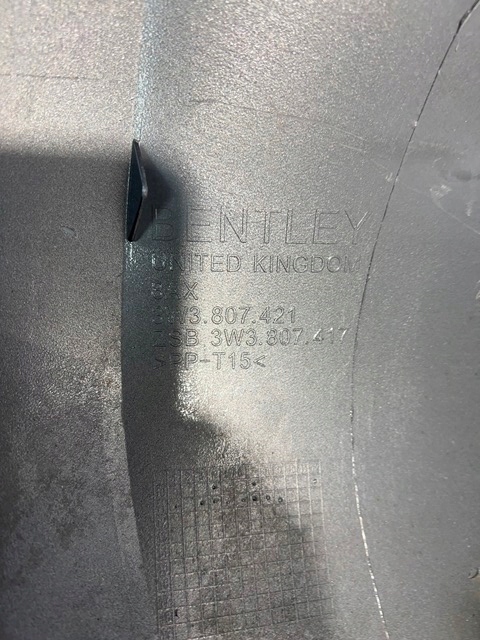 BENTLEY
UNITED KINGDOM
3W3.807.421
ZSB 3W3.807.417
>PP-T15<